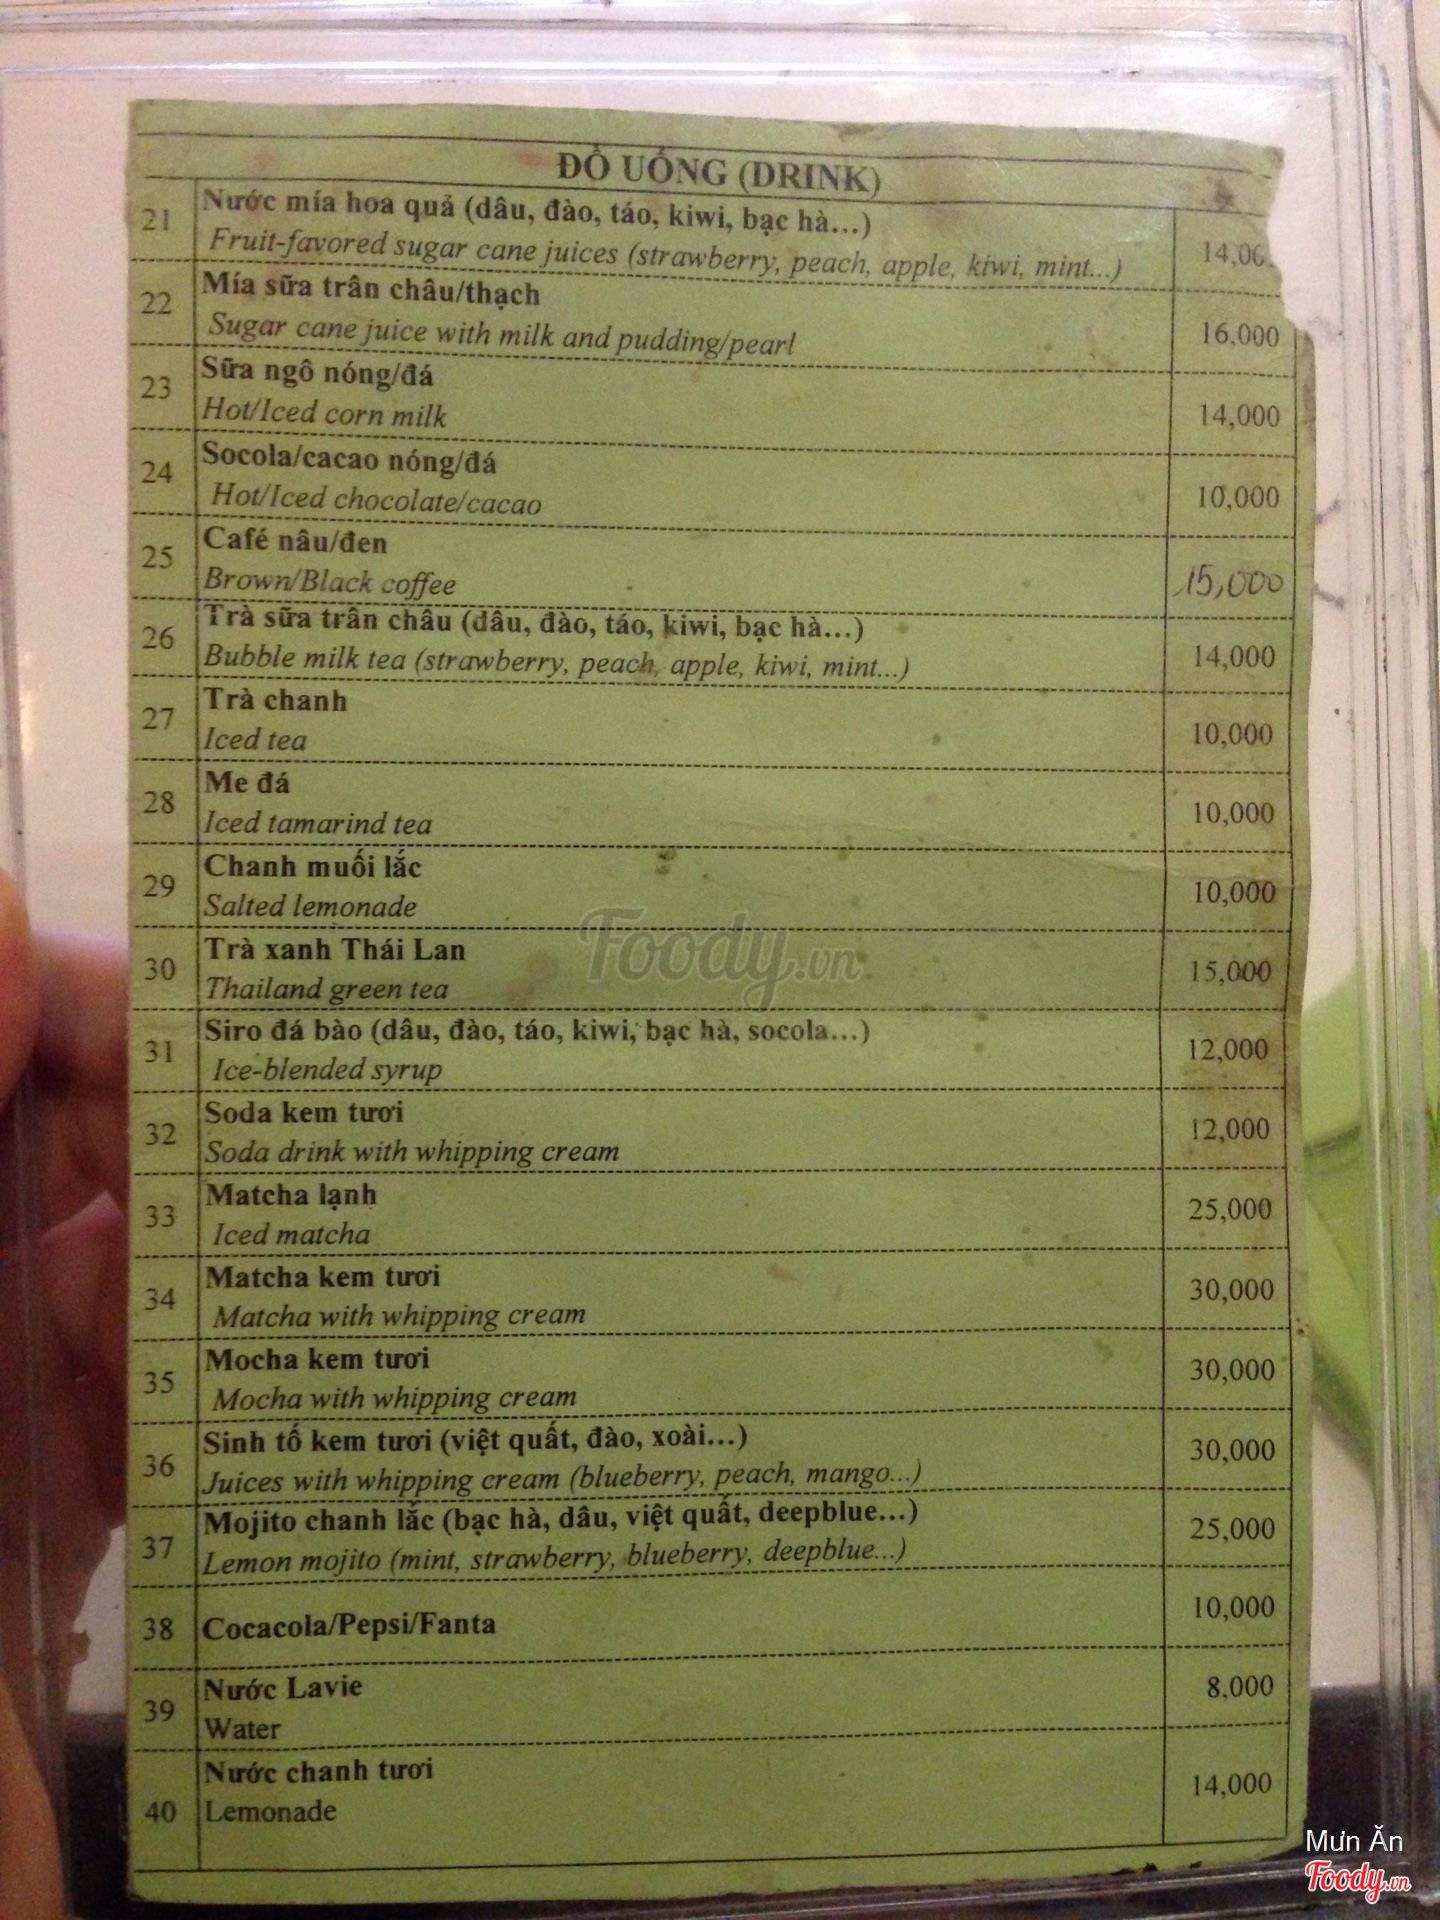 ĐỒ UỐNG (DRINK)
21
Nước mía hoa quả (dâu, đào, táo, kiwi, bạc hà...)
Fruit-favored sugar cane juices (strawberry, peach, apple, kiwi, mint...)
14,00
22
Mía sữa trân châu/thạch
Sugar cane juice with milk and pudding/pearl
16,000
23
Sữa ngô nóng/đá
Hot/Iced corn milk
14,000
24
Socola/cacao nóng/đá
Hot/Iced chocolate/cacao
10,000
25
Café nâu/đen
Brown/Black coffee
15,000
26
Trà sữa trân châu (dâu, đào, táo, kiwi, bạc hà...)
Bubble milk tea (strawberry, peach, apple, kiwi, mint...)
14,000
27
Trà chanh
Iced tea
10,000
28
Me đá
Iced tamarind tea
10,000
29
Chanh muối lắc
Salted lemonade
10,000
30
Trà xanh Thái Lan
Thailand green tea
15,000
31
Siro đá bào (dâu, đào, táo, kiwi, bạc hà, socola...)
Ice-blended syrup
12,000
32
Soda kem tươi
Soda drink with whipping cream
12,000
33
Matcha lạnh
Iced matcha
25,000
34
Matcha kem tươi
Matcha with whipping cream
30,000
35
Mocha kem tươi
Mocha with whipping cream
30,000
36
Sinh tố kem tươi (việt quất, đào, xoài...)
Juices with whipping cream (blueberry, peach, mango...)
30,000
37
Mojito chanh lắc (bạc hà, dâu, việt quất, deepblue...)
Lemon mojito (mint, strawberry, blueberry, deepblue...)
25,000
38
Cocacola/Pepsi/Fanta
10,000
39
Nước Lavie
Water
8,000
40
Nước chanh tươi
Lemonade
14,000
Foody.vn
Mưn Ăn
Foody.vn